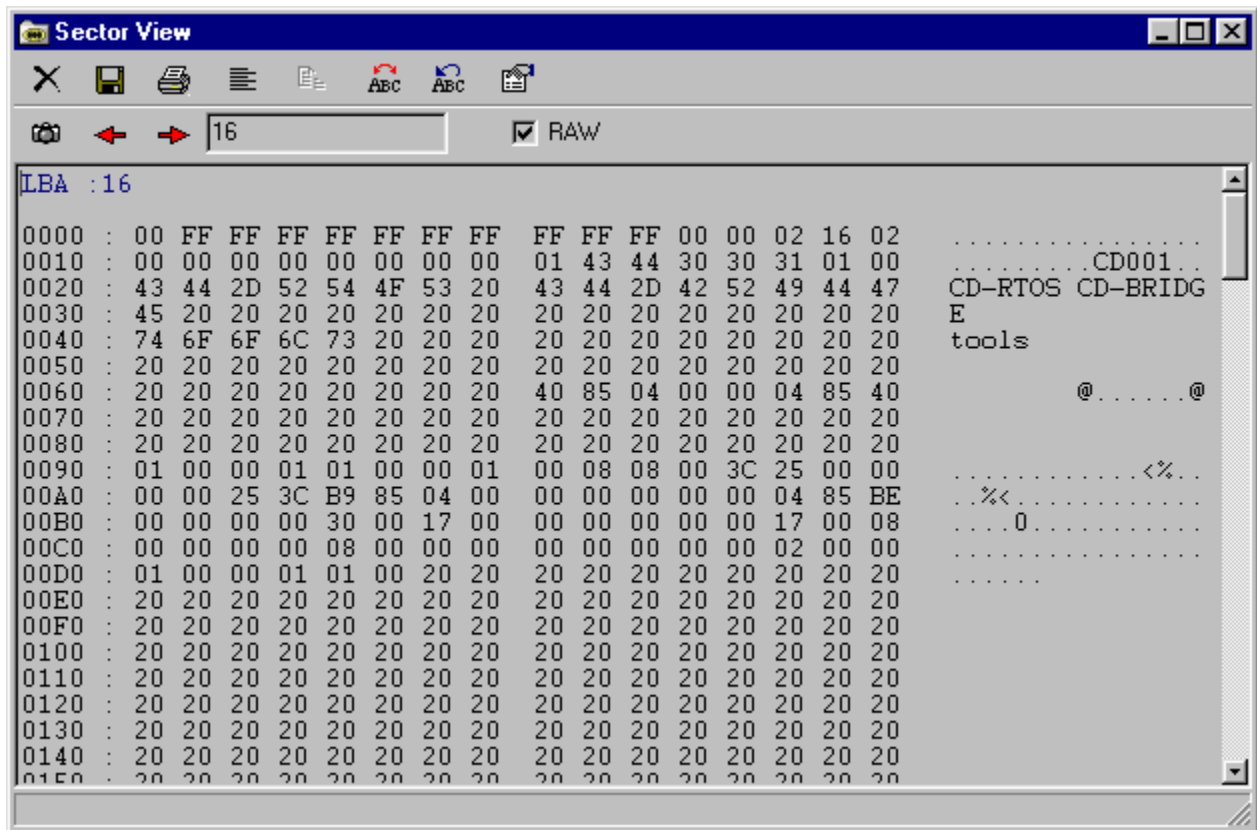 Sector View
ABC ABC
16 RAW
LBA :16
0000 : 00 FF FF FF FF FF FF FF FF FF FF 00 00 02 16 02 ................
0010 : 00 00 00 00 00 00 00 00 01 43 44 30 30 31 01 00 .........CD001..
0020 : 43 44 2D 52 54 4F 53 20 43 44 2D 42 52 49 44 47 CD-RTOS CD-BRIDG
0030 : 45 20 20 20 20 20 20 20 20 20 20 20 20 20 20 20 E
0040 : 74 6F 6F 6C 73 20 20 20 20 20 20 20 20 20 20 20 tools
0050 : 20 20 20 20 20 20 20 20 20 20 20 20 20 20 20 20
0060 : 20 20 20 20 20 20 20 20 40 85 04 00 00 04 85 40 @......@
0070 : 20 20 20 20 20 20 20 20 20 20 20 20 20 20 20 20
0080 : 20 20 20 20 20 20 20 20 20 20 20 20 20 20 20 20
0090 : 01 00 00 01 01 00 00 01 00 08 08 00 3C 25 00 00 ............<%..
00A0 : 00 00 25 3C B9 85 04 00 00 00 00 00 00 04 85 BE ..%<............
00B0 : 00 00 00 00 30 00 17 00 00 00 00 00 00 17 00 08 ....0...........
00C0 : 00 00 00 00 08 00 00 00 00 00 00 00 00 02 00 00 ................
00D0 : 01 00 00 01 01 00 20 20 20 20 20 20 20 20 20 20 ......
00E0 : 20 20 20 20 20 20 20 20 20 20 20 20 20 20 20 20
00F0 : 20 20 20 20 20 20 20 20 20 20 20 20 20 20 20 20
0100 : 20 20 20 20 20 20 20 20 20 20 20 20 20 20 20 20
0110 : 20 20 20 20 20 20 20 20 20 20 20 20 20 20 20 20
0120 : 20 20 20 20 20 20 20 20 20 20 20 20 20 20 20 20
0130 : 20 20 20 20 20 20 20 20 20 20 20 20 20 20 20 20
0140 : 20 20 20 20 20 20 20 20 20 20 20 20 20 20 20 20